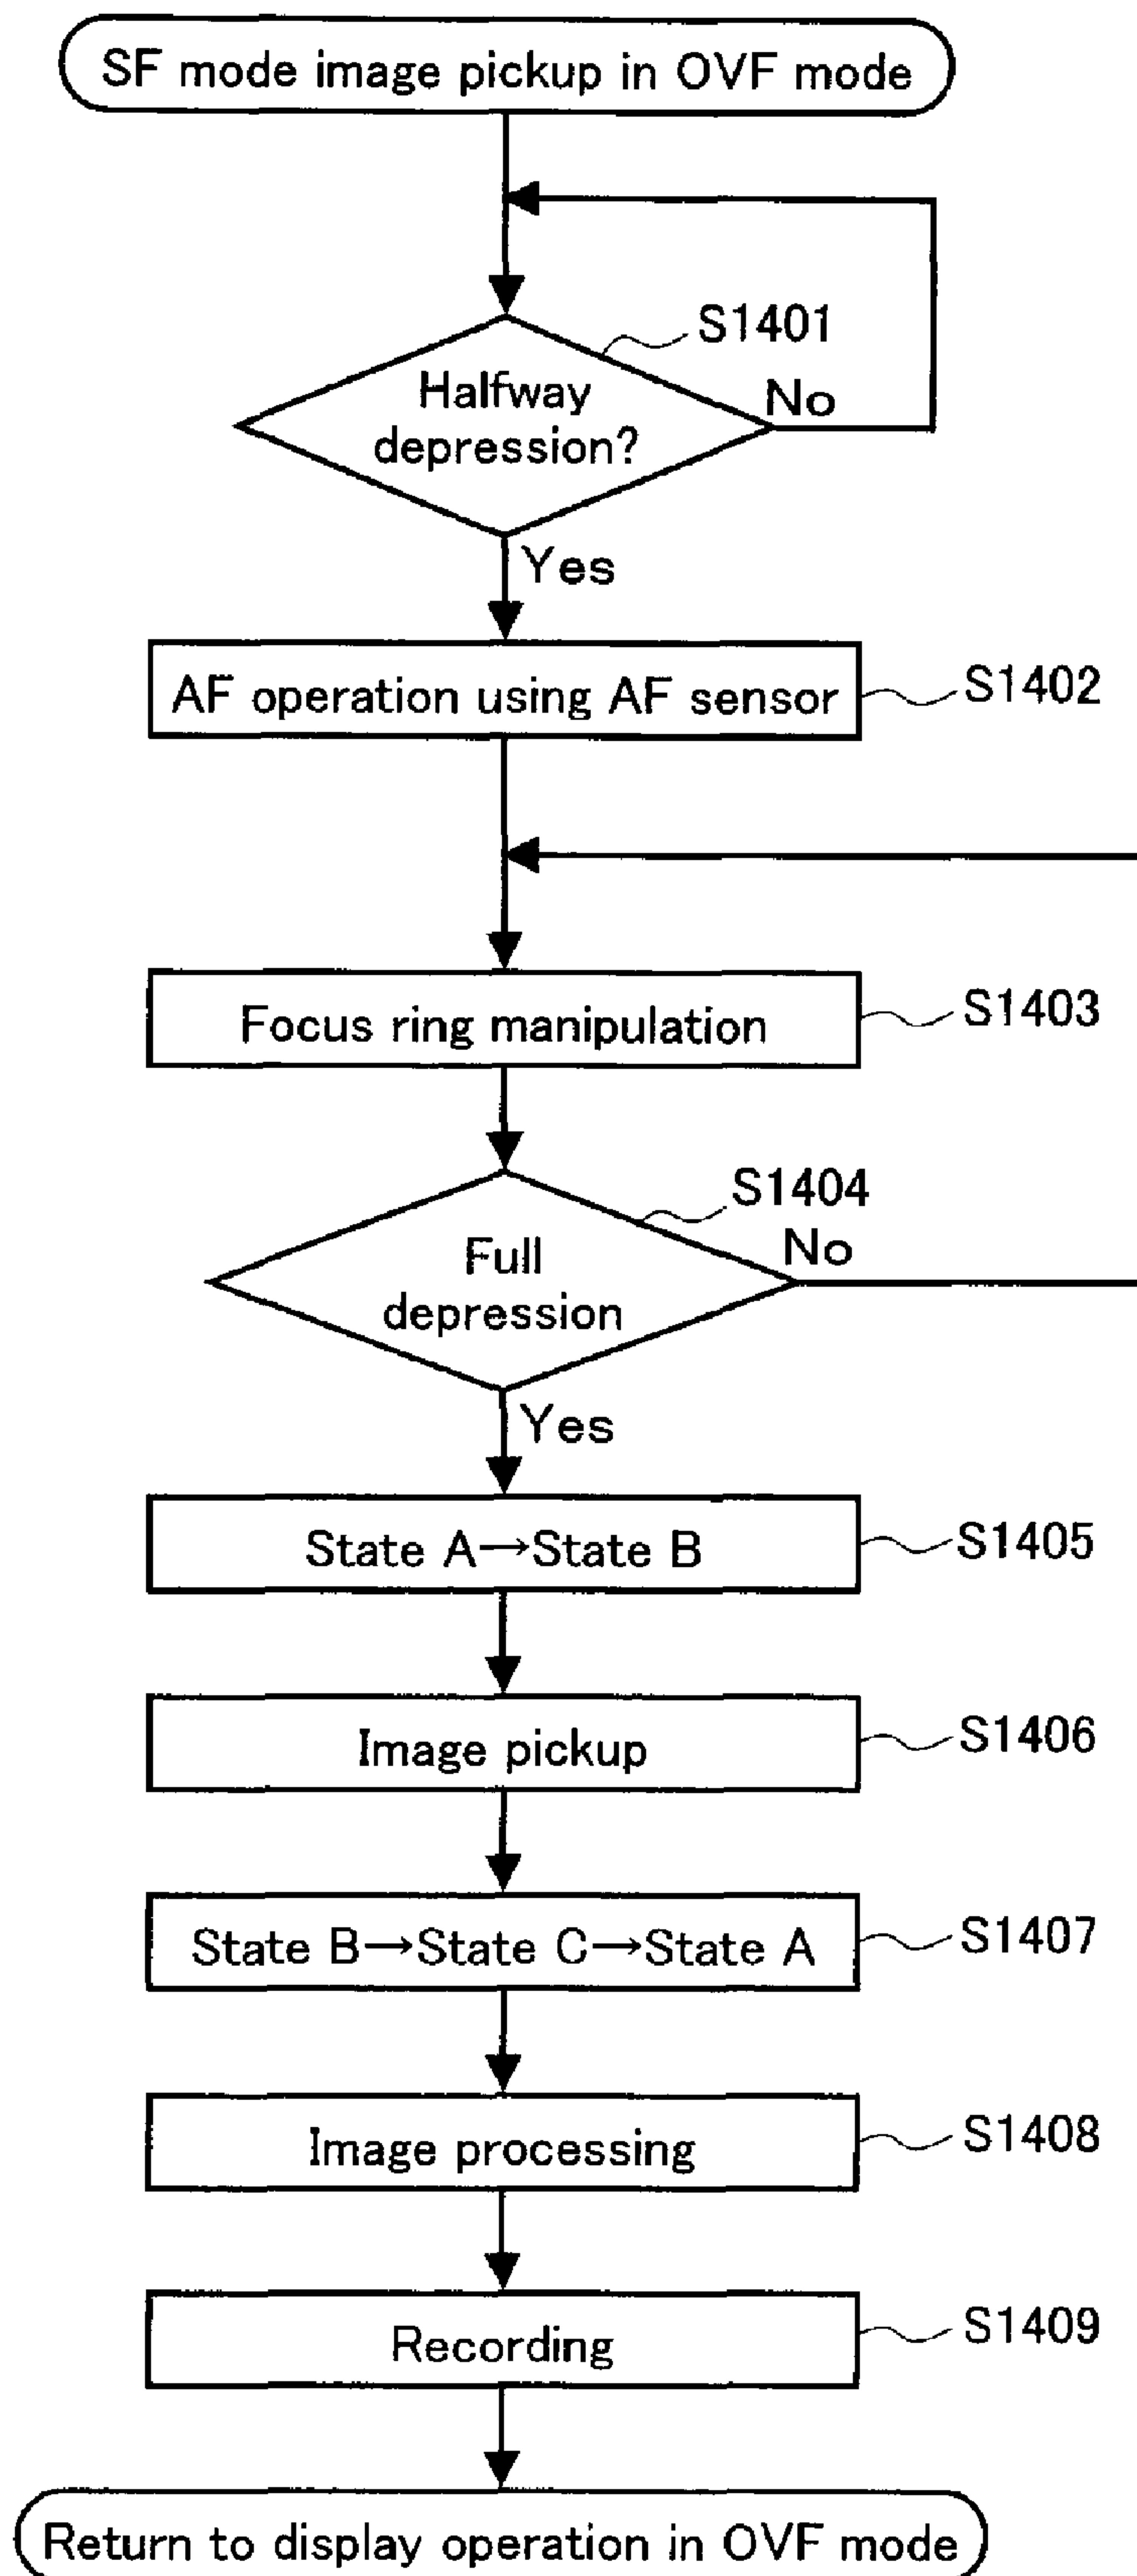 SF mode image pickup in OVF mode
S1401
Halfway
depression?
No
Yes
AF operation using AF sensor
S1402
Focus ring manipulation
S1403
S1404
Full
depression
No
Yes
State A→State B
S1405
Image pickup
S1406
State B→State C→State A
S1407
Image processing
S1408
Recording
S1409
Return to display operation in OVF mode